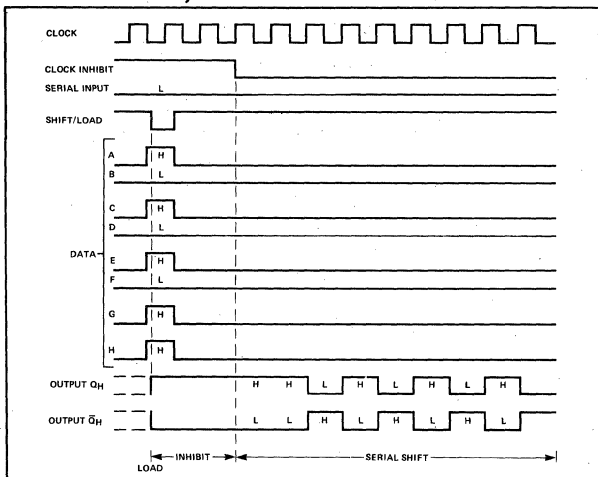 CLOCK
CLOCK INHIBIT
SERIAL INPUT L
SHIFT/LOAD
A H
B L
C H
D L
DATA
E H
F L
G H
H H
OUTPUT QH H H L H L H L H
OUTPUT Q̅H L L H L H L H L
INHIBIT SERIAL SHIFT
LOAD